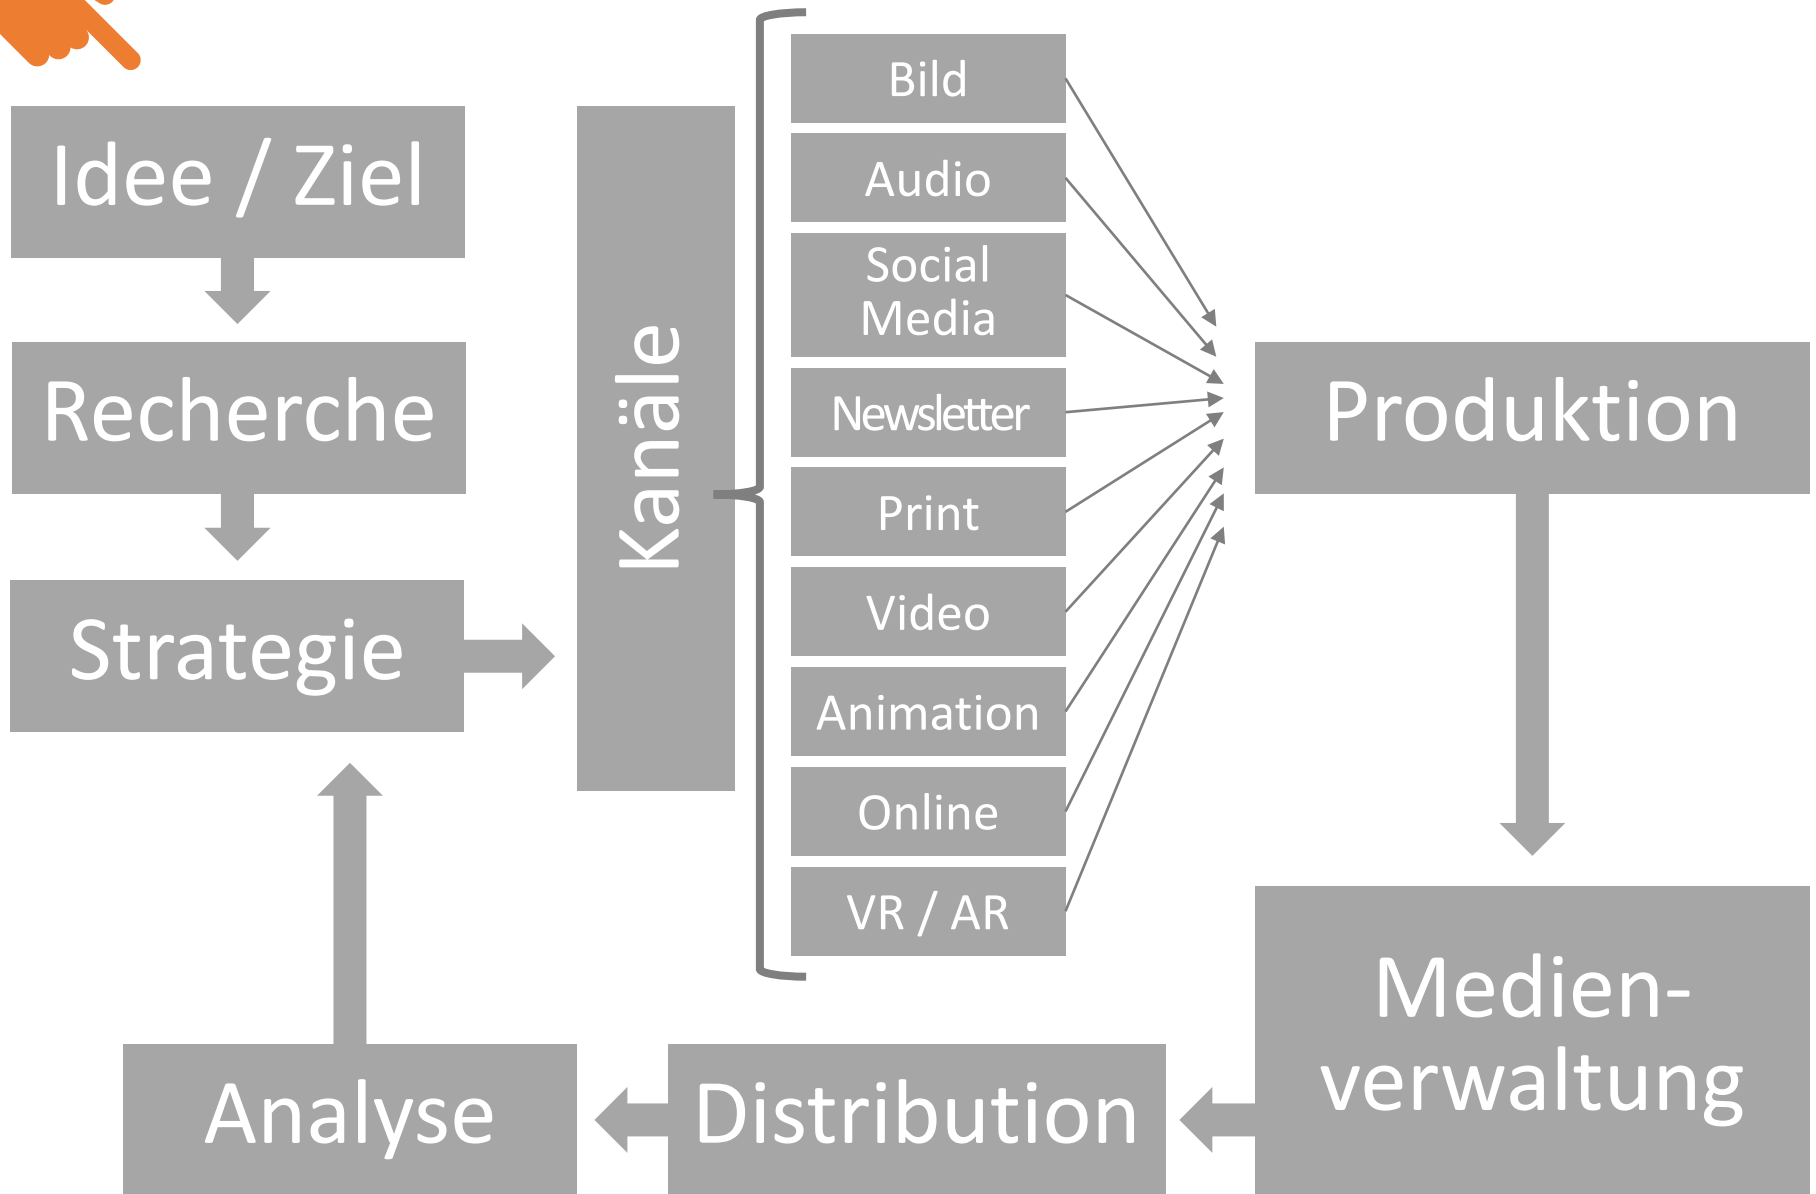 Idee / Ziel
Recherche
Strategie
Kanäle
Bild
Audio
Social
Media
Newsletter
Print
Video
Animation
Online
VR / AR
Produktion
Medien-
verwaltung
Distribution
Analyse